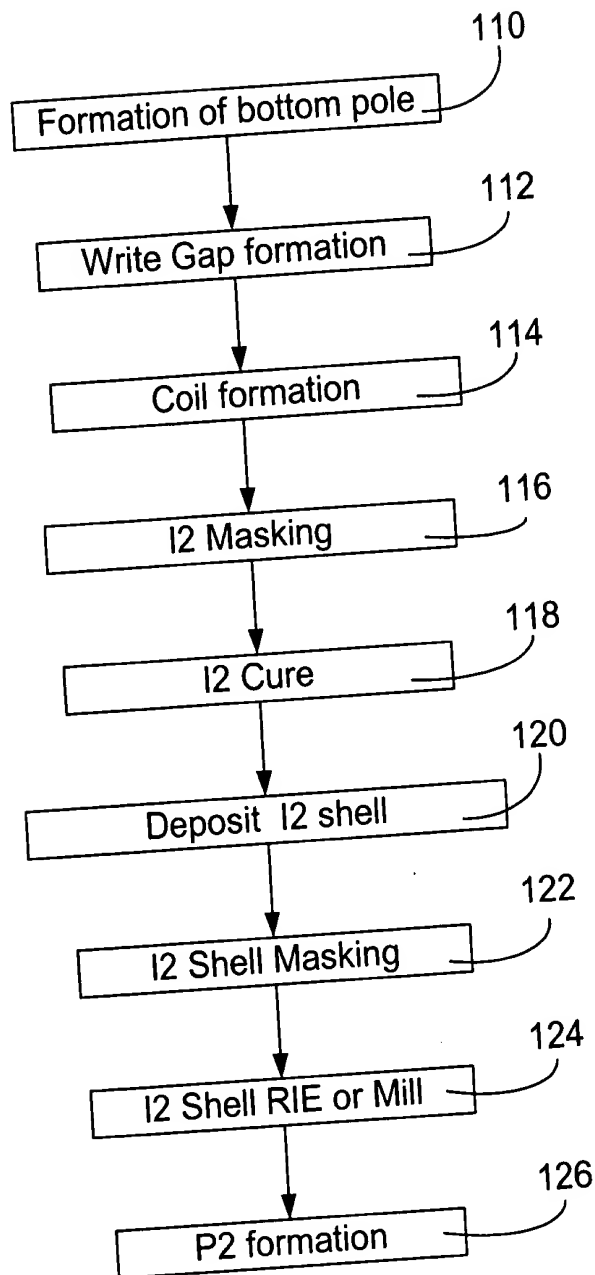 110
Formation of bottom pole
112
Write Gap formation
114
Coil formation
116
I2 Masking
118
I2 Cure
120
Deposit I2 shell
122
I2 Shell Masking
124
I2 Shell RIE or Mill
126
P2 formation